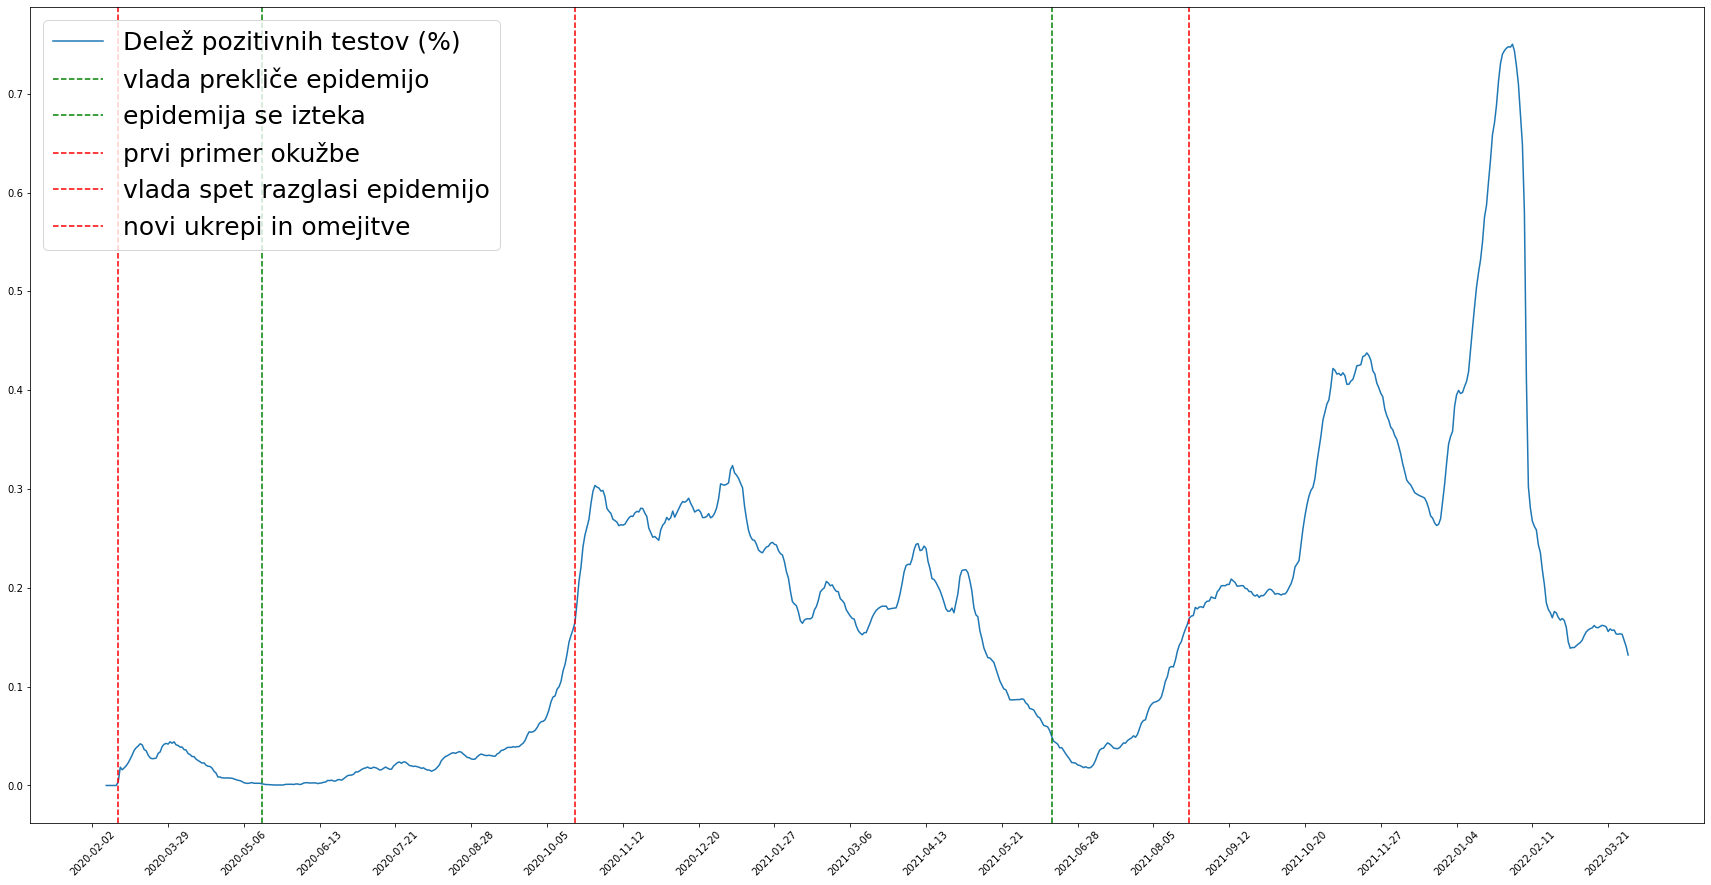 Delež pozitivnih testov (%)
vlada prekliče epidemijo
epidemija se izteka
prvi primer okužbe
vlada spet razglasi epidemijo
novi ukrepi in omejitve
0.7
0.6
0.5
0.4
0.3
0.2
0.1
0.0
2020-02-02 2020-03-29 2020-05-06 2020-06-13 2020-07-21 2020-08-28 2020-10-05 2020-11-12 2020-12-20 2021-01-27 2021-03-06 2021-04-13 2021-05-21 2021-06-28 2021-08-05 2021-09-12 2021-10-20 2021-11-27 2022-01-04 2022-02-11 2022-03-21